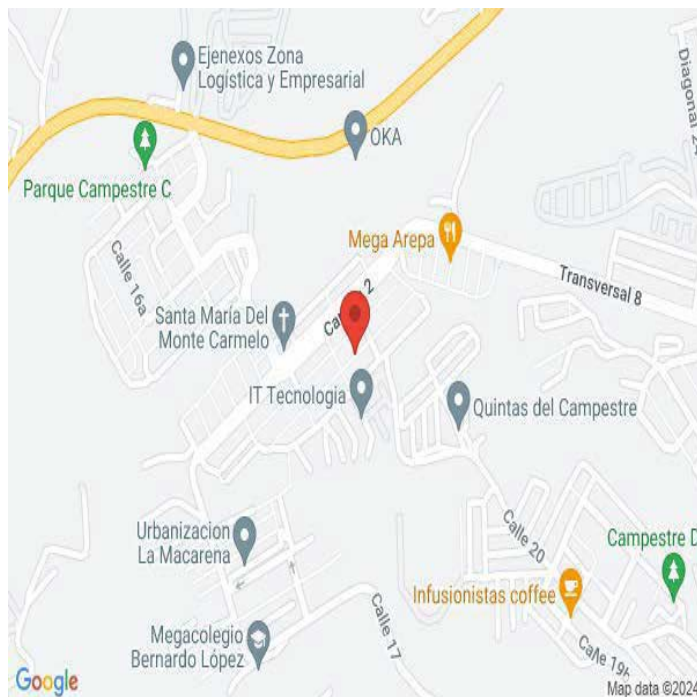 Ejenexos Zona
Logística y Empresarial
Diagonal 24
OKA
Parque Campestre C
Mega Arepa
Calle 16a
Transversal 8
Santa María Del
Monte Carmelo
2
IT Tecnologia
Quintas del Campestre
Urbanizacion
La Macarena
Calle 20
Campestre D
Infusionistas coffee
Calle 17
Megacolegio
Bernardo López
Google
Map data ©2024